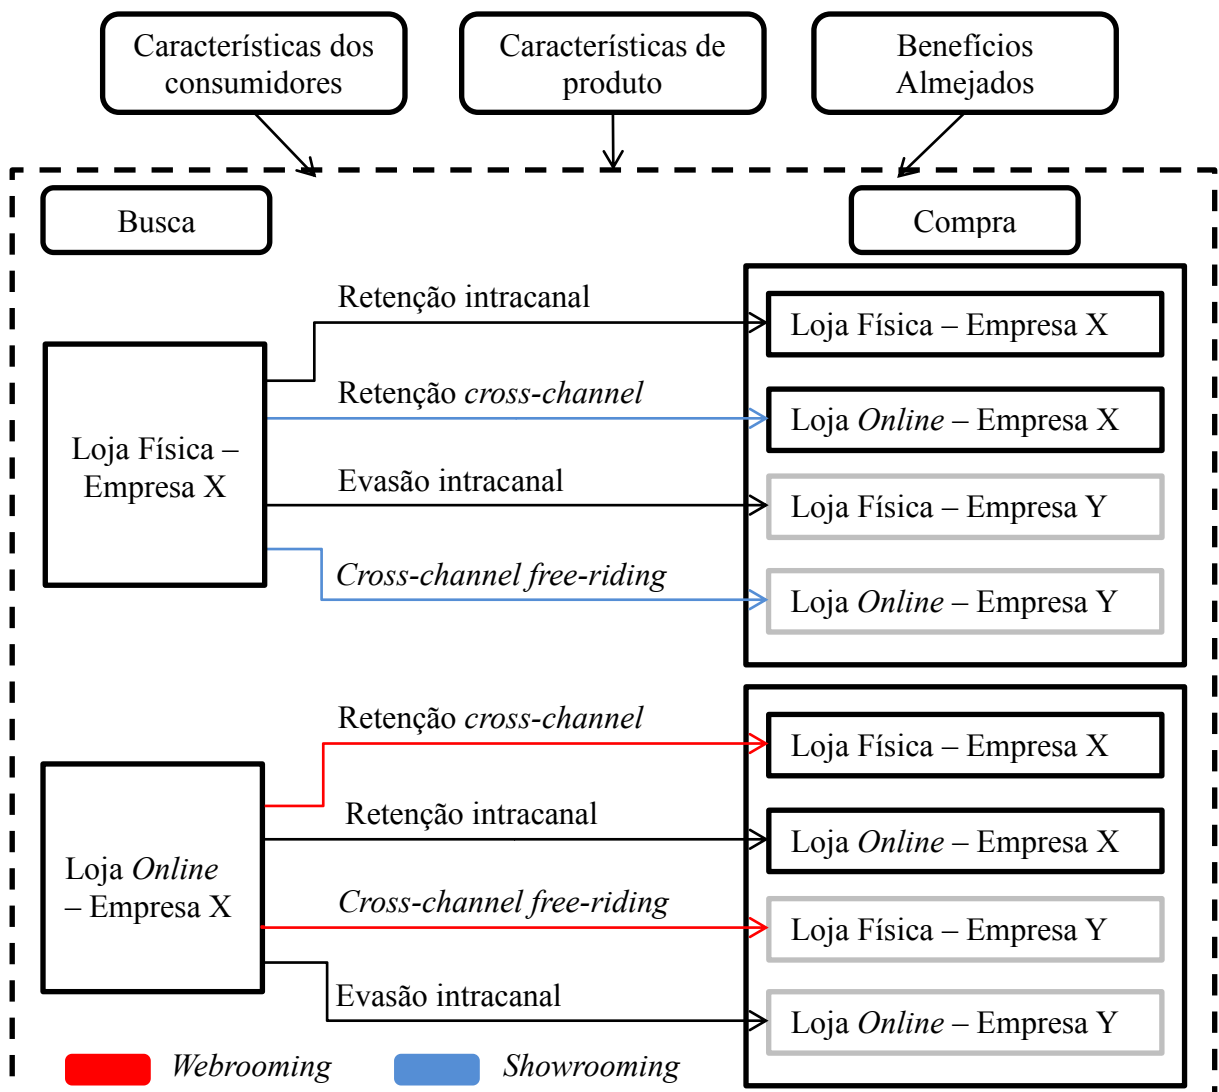 Características dos
consumidores
Características de
produto
Benefícios
Almejados
Busca
Compra
Retenção intracanal
Loja Física – Empresa X
Retenção cross-channel
Loja Online – Empresa X
Loja Física –
Empresa X
Evasão intracanal
Loja Física – Empresa Y
Cross-channel free-riding
Loja Online – Empresa Y
Retenção cross-channel
Loja Física – Empresa X
Retenção intracanal
Loja Online – Empresa X
Loja Online
– Empresa X
Cross-channel free-riding
Loja Física – Empresa Y
Evasão intracanal
Loja Online – Empresa Y
Webrooming
Showrooming